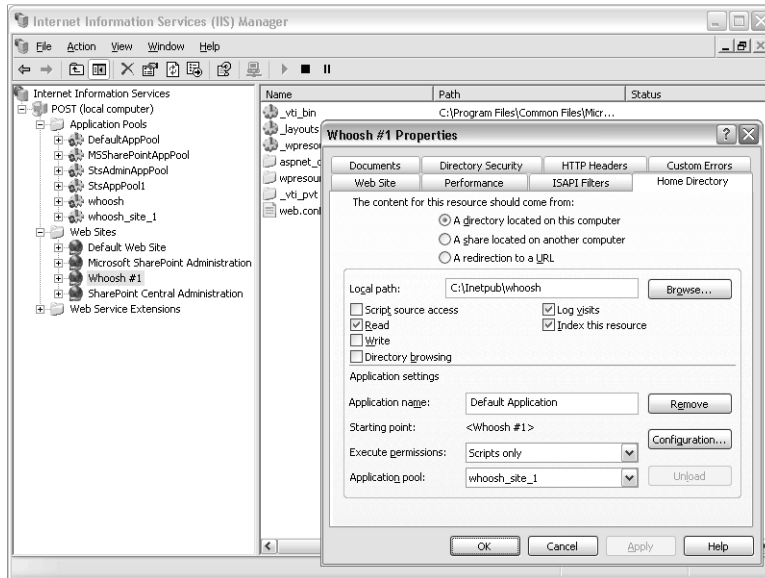 Internet Information Services (IIS) Manager
File Action View Window Help
Internet Information Services
POST (local computer)
Application Pools
DefaultAppPool
MSSharePointAppPool
StsAdminAppPool
StsAppPool1
whoosh
whoosh_site_1
Web Sites
Default Web Site
Microsoft SharePoint Administration
Whoosh #1
SharePoint Central Administration
Web Service Extensions
Name Path Status
_vti_bin C:\Program Files\Common Files\Micr...
_layouts
_wpresou
aspnet_c
wpresour
_vti_pvt
web.conf
Whoosh #1 Properties
Documents Directory Security HTTP Headers Custom Errors
Web Site Performance ISAPI Filters Home Directory
The content for this resource should come from:
A directory located on this computer
A share located on another computer
A redirection to a URL
Local path: C:\Inetpub\whoosh Browse...
Script source access Log visits
Read Index this resource
Write
Directory browsing
Application settings
Application name: Default Application Remove
Starting point: <Whoosh #1>
Configuration...
Execute permissions: Scripts only
Application pool: whoosh_site_1 Unload
OK Cancel Apply Help